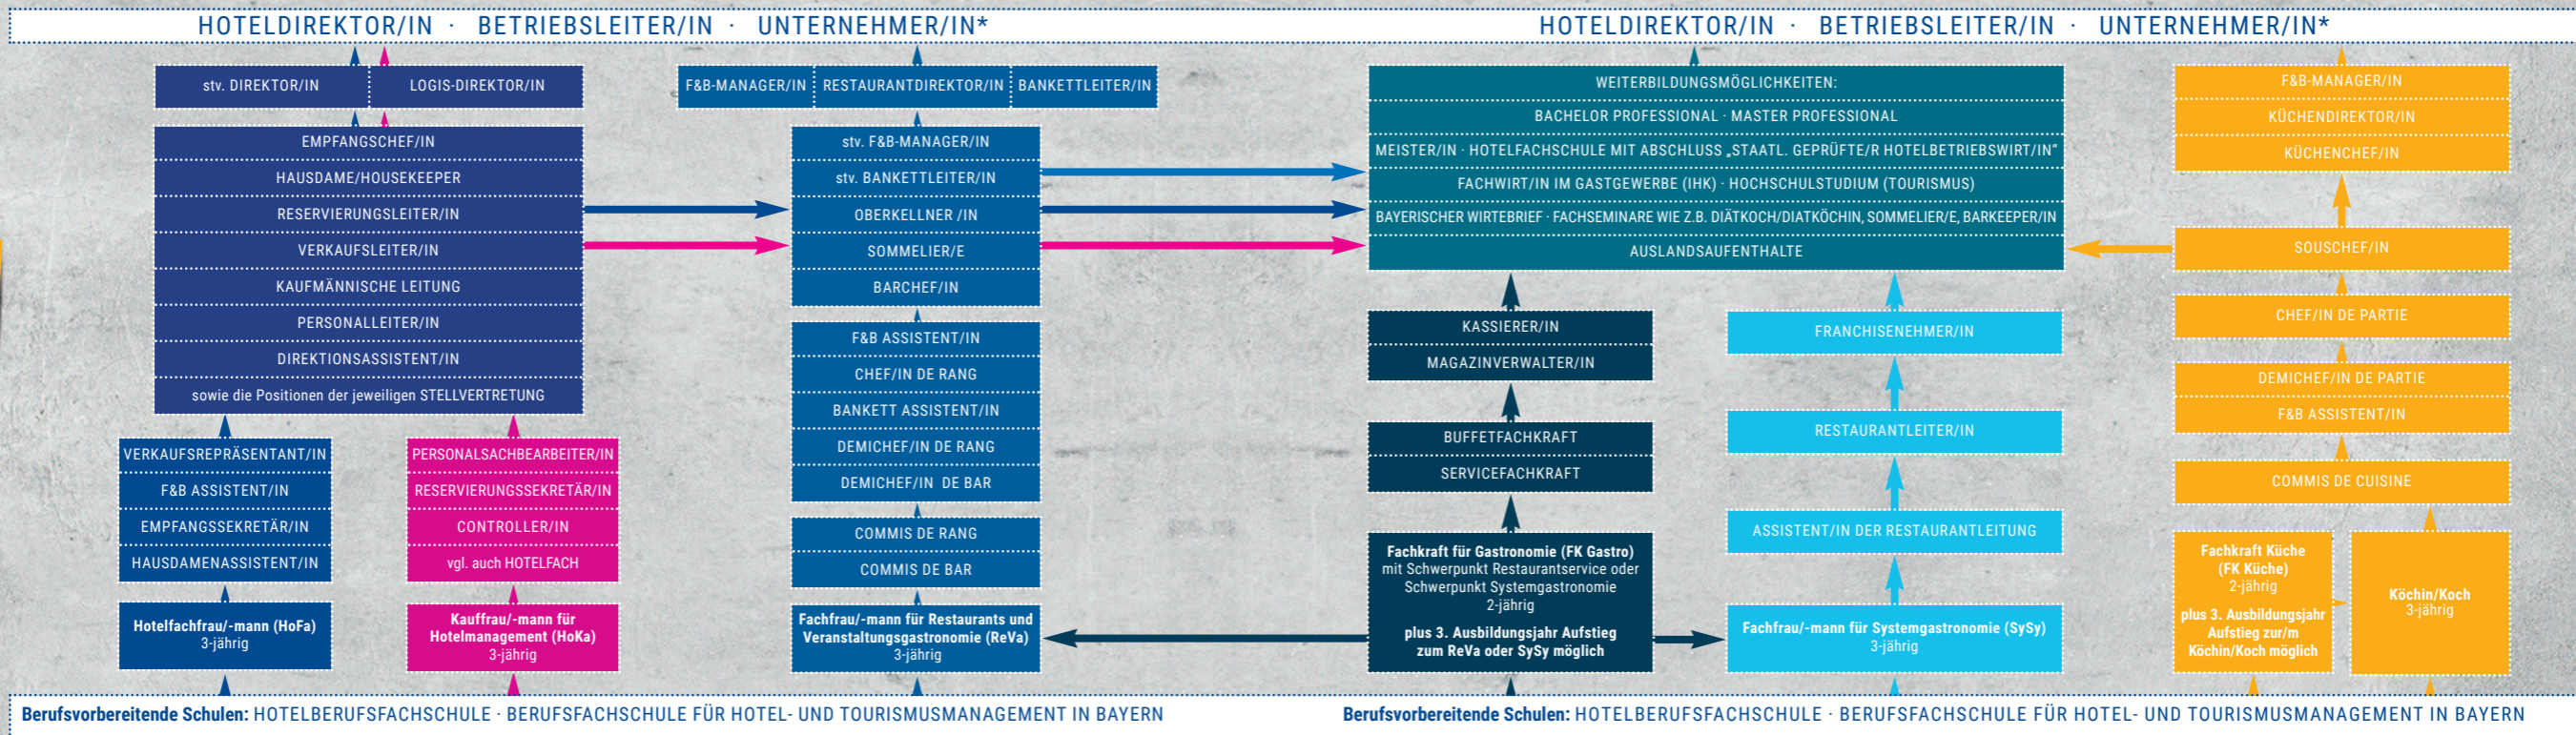 HOTELDIREKTOR/IN · BETRIEBSLEITER/IN · UNTERNEHMER/IN*
HOTELDIREKTOR/IN · BETRIEBSLEITER/IN · UNTERNEHMER/IN*
stv. DIREKTOR/IN
LOGIS-DIREKTOR/IN
EMPFANGSCHEF/IN
HAUSDAME/HOUSEKEEPER
RESERVIERUNGSLEITER/IN
VERKAUFSLEITER/IN
KAUFMÄNNISCHE LEITUNG
PERSONALLEITER/IN
DIREKTIONSASSISTENT/IN
sowie die Positionen der jeweiligen STELLVERTRETUNG
VERKAUFSREPRÄSENTANT/IN
F&B ASSISTENT/IN
EMPFANGSSEKRETÄR/IN
HAUSDAMENASSISTENT/IN
Hotelfachfrau/-mann (HoFa)
3-jährig
PERSONALSACHBEARBEITER/IN
RESERVIERUNGSSEKRETÄR/IN
CONTROLLER/IN
vgl. auch HOTELFACH
Kauffrau/-mann für
Hotelmanagement (HoKa)
3-jährig
F&B-MANAGER/IN
RESTAURANTDIREKTOR/IN
BANKETTLEITER/IN
stv. F&B-MANAGER/IN
stv. BANKETTLEITER/IN
OBERKELLNER /IN
SOMMELIER/E
BARCHEF/IN
F&B ASSISTENT/IN
CHEF/IN DE RANG
BANKETT ASSISTENT/IN
DEMICHEF/IN DE RANG
DEMICHEF/IN DE BAR
COMMIS DE RANG
COMMIS DE BAR
Fachfrau/-mann für Restaurants und
Veranstaltungsgastronomie (ReVa)
3-jährig
WEITERBILDUNGSMÖGLICHKEITEN:
BACHELOR PROFESSIONAL · MASTER PROFESSIONAL
MEISTER/IN · HOTELFACHSCHULE MIT ABSCHLUSS „STAATL. GEPRÜFTE/R HOTELBETRIEBSWIRT/IN"
FACHWIRT/IN IM GASTGEWERBE (IHK) · HOCHSCHULSTUDIUM (TOURISMUS)
BAYERISCHER WIRTEBRIEF · FACHSEMINARE WIE Z.B. DIÄTKOCH/DIATKÖCHIN, SOMMELIER/E, BARKEEPER/IN
AUSLANDSAUFENTHALTE
KASSIERER/IN
MAGAZINVERWALTER/IN
BUFFETFACHKRAFT
SERVICEFACHKRAFT
Fachkraft für Gastronomie (FK Gastro)
mit Schwerpunkt Restaurantservice oder
Schwerpunkt Systemgastronomie
2-jährig
plus 3. Ausbildungsjahr Aufstieg
zum ReVa oder SySy möglich
FRANCHISENEHMER/IN
RESTAURANTLEITER/IN
ASSISTENT/IN DER RESTAURANTLEITUNG
Fachfrau/-mann für Systemgastronomie (SySy)
3-jährig
F&B-MANAGER/IN
KÜCHENDIREKTOR/IN
KÜCHENCHEF/IN
SOUSCHEF/IN
CHEF/IN DE PARTIE
DEMICHEF/IN DE PARTIE
F&B ASSISTENT/IN
COMMIS DE CUISINE
Fachkraft Küche
(FK Küche)
2-jährig
plus 3. Ausbildungsjahr
Aufstieg zur/m
Köchin/Koch möglich
Köchin/Koch
3-jährig
Berufsvorbereitende Schulen: HOTELBERUFSFACHSCHULE · BERUFSFACHSCHULE FÜR HOTEL- UND TOURISMUSMANAGEMENT IN BAYERN
Berufsvorbereitende Schulen: HOTELBERUFSFACHSCHULE · BERUFSFACHSCHULE FÜR HOTEL- UND TOURISMUSMANAGEMENT IN BAYERN